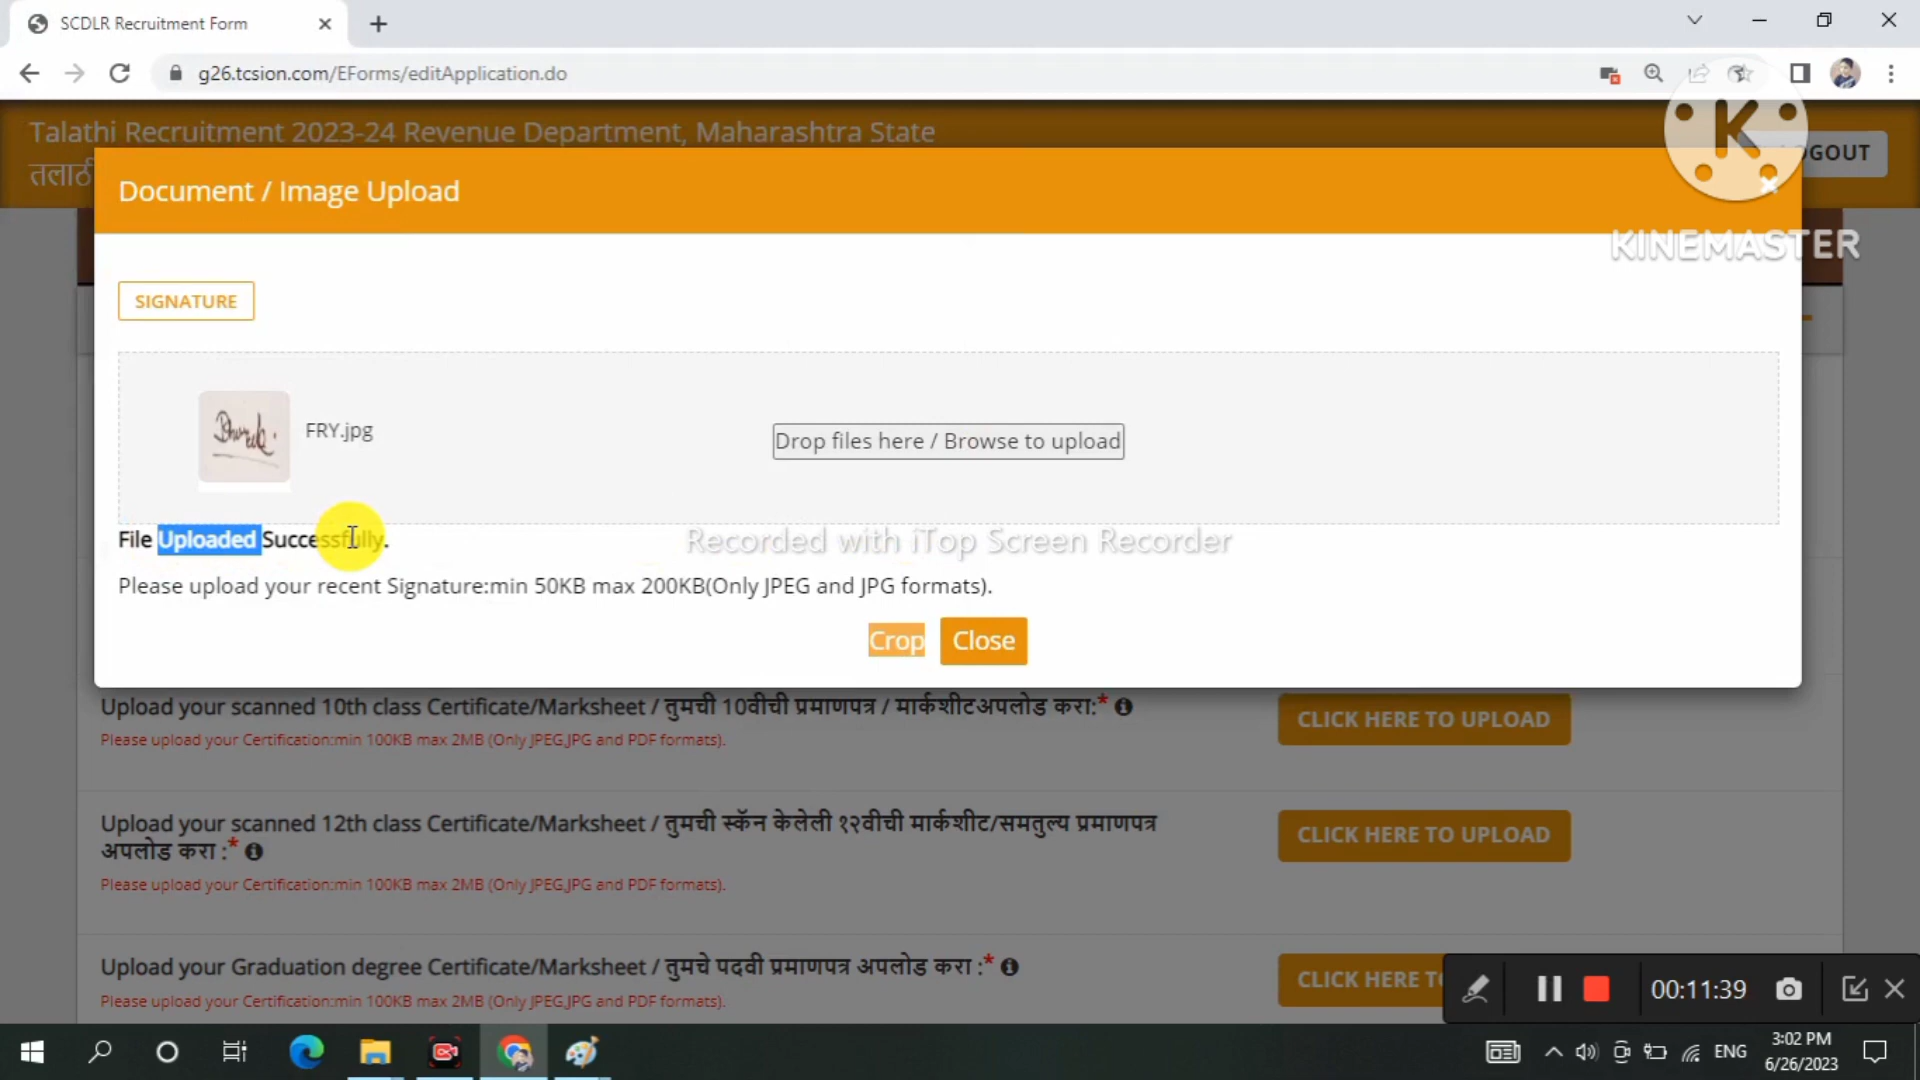 SCDLR Recruitment Form
g26.tcsion.com/EForms/editApplication.do
Talathi Recruitment 2023-24 Revenue Department, Maharashtra State
तलाठी
OGOUT
K
KINEMASTER
Document / Image Upload
SIGNATURE
FRY.jpg
Drop files here / Browse to upload
File Uploaded Successfully.
Recorded with iTop Screen Recorder
Please upload your recent Signature:min 50KB max 200KB(Only JPEG and JPG formats).
Crop Close
Upload your scanned 10th class Certificate/Marksheet / तुमची 10वीची प्रमाणपत्र / मार्कशीटअपलोड करा:*
CLICK HERE TO UPLOAD
Please upload your Certification:min 100KB max 2MB (Only JPEG,JPG and PDF formats).
Upload your scanned 12th class Certificate/Marksheet / तुमची स्कॅन केलेली १२वीची मार्कशीट/समतुल्य प्रमाणपत्र
अपलोड करा :*
CLICK HERE TO UPLOAD
Please upload your Certification:min 100KB max 2MB (Only JPEG,JPG and PDF formats).
Upload your Graduation degree Certificate/Marksheet / तुमचे पदवी प्रमाणपत्र अपलोड करा :*
CLICK HERE T
Please upload your Certification:min 100KB max 2MB (Only JPEG,JPG and PDF formats).
00:11:39
ENG
3:02 PM
6/26/2023